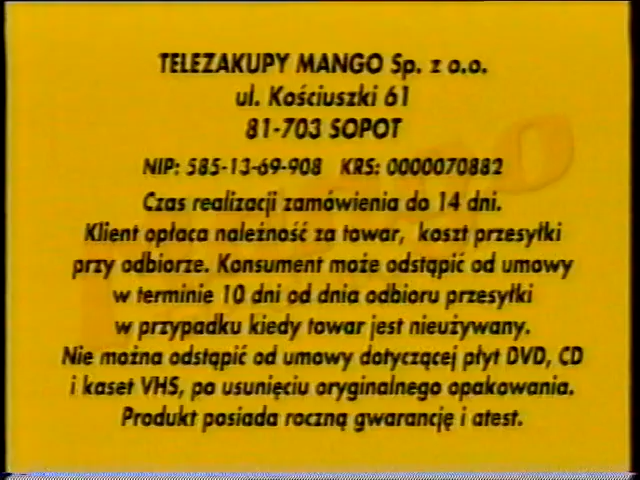 TELEZAKUPY MANGO Sp. z o.o.
ul. Kościuszki 61
81-703 SOPOT
NIP: 585-13-69-908 KRS: 0000070882
Czas realizacji zamówienia do 14 dni.
Klient opłaca należność za towar, koszt przesyłki
przy odbiorze. Konsument może odstąpić od umowy
w terminie 10 dni od dnia odbioru przesyłki
w przypadku kiedy towar jest nieużywany.
Nie można odstąpić od umowy dotyczącej płyt DVD, CD
i kaset VHS, po usunięciu oryginalnego opakowania.
Produkt posiada roczną gwarancję i atest.